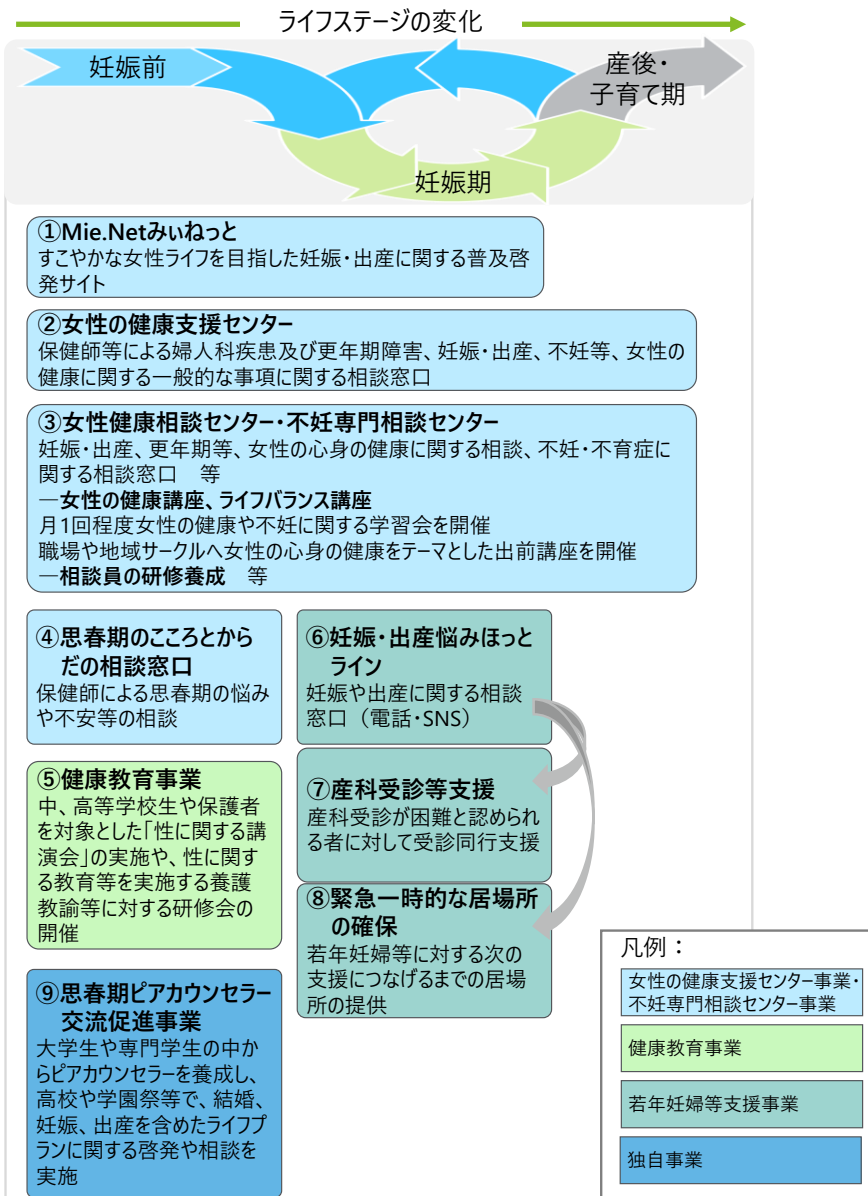 ライフステージの変化
妊娠前
産後・
子育て期
妊娠期
①Mie.Netみぃねっと
すこやかな女性ライフを目指した妊娠・出産に関する普及啓
発サイト
②女性の健康支援センター
保健師等による婦人科疾患及び更年期障害、妊娠・出産、不妊等、女性の
健康に関する一般的な事項に関する相談窓口
③女性健康相談センター・不妊専門相談センター
妊娠・出産、更年期等、女性の心身の健康に関する相談、不妊・不育症に
関する相談窓口　等
―女性の健康講座、ライフバランス講座
月1回程度女性の健康や不妊に関する学習会を開催
職場や地域サークルへ女性の心身の健康をテーマとした出前講座を開催
―相談員の研修養成　等
④思春期のこころとから
だの相談窓口
保健師による思春期の悩み
や不安等の相談
⑤健康教育事業
中、高等学校生や保護者
を対象とした「性に関する講
演会」の実施や、性に関す
る教育等を実施する養護
教諭等に対する研修会の
開催
⑨思春期ピアカウンセラー
交流促進事業
大学生や専門学生の中か
らピアカウンセラーを養成し、
高校や学園祭等で、結婚、
妊娠、出産を含めたライフプ
ランに関する啓発や相談を
実施
⑥妊娠・出産悩みほっと
ライン
妊娠や出産に関する相談
窓口（電話・SNS）
⑦産科受診等支援
産科受診が困難と認められ
る者に対して受診同行支援
⑧緊急一時的な居場所
の確保
若年妊婦等に対する次の
支援につなげるまでの居場
所の提供
凡例：
女性の健康支援センター事業・
不妊専門相談センター事業
健康教育事業
若年妊婦等支援事業
独自事業